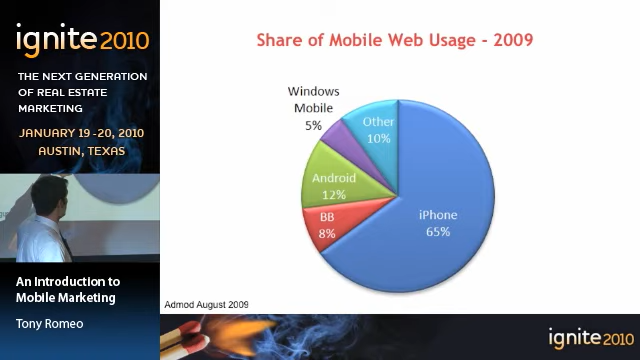 ignite2010
THE NEXT GENERATION
OF REAL ESTATE
MARKETING
JANUARY 19-20, 2010
AUSTIN, TEXAS
An Introduction to
Mobile Marketing
Tony Romeo
Share of Mobile Web Usage - 2009
Windows
Mobile
5%
Other
10%
Android
12%
BB
8%
iPhone
65%
Admod August 2009
ignite2010